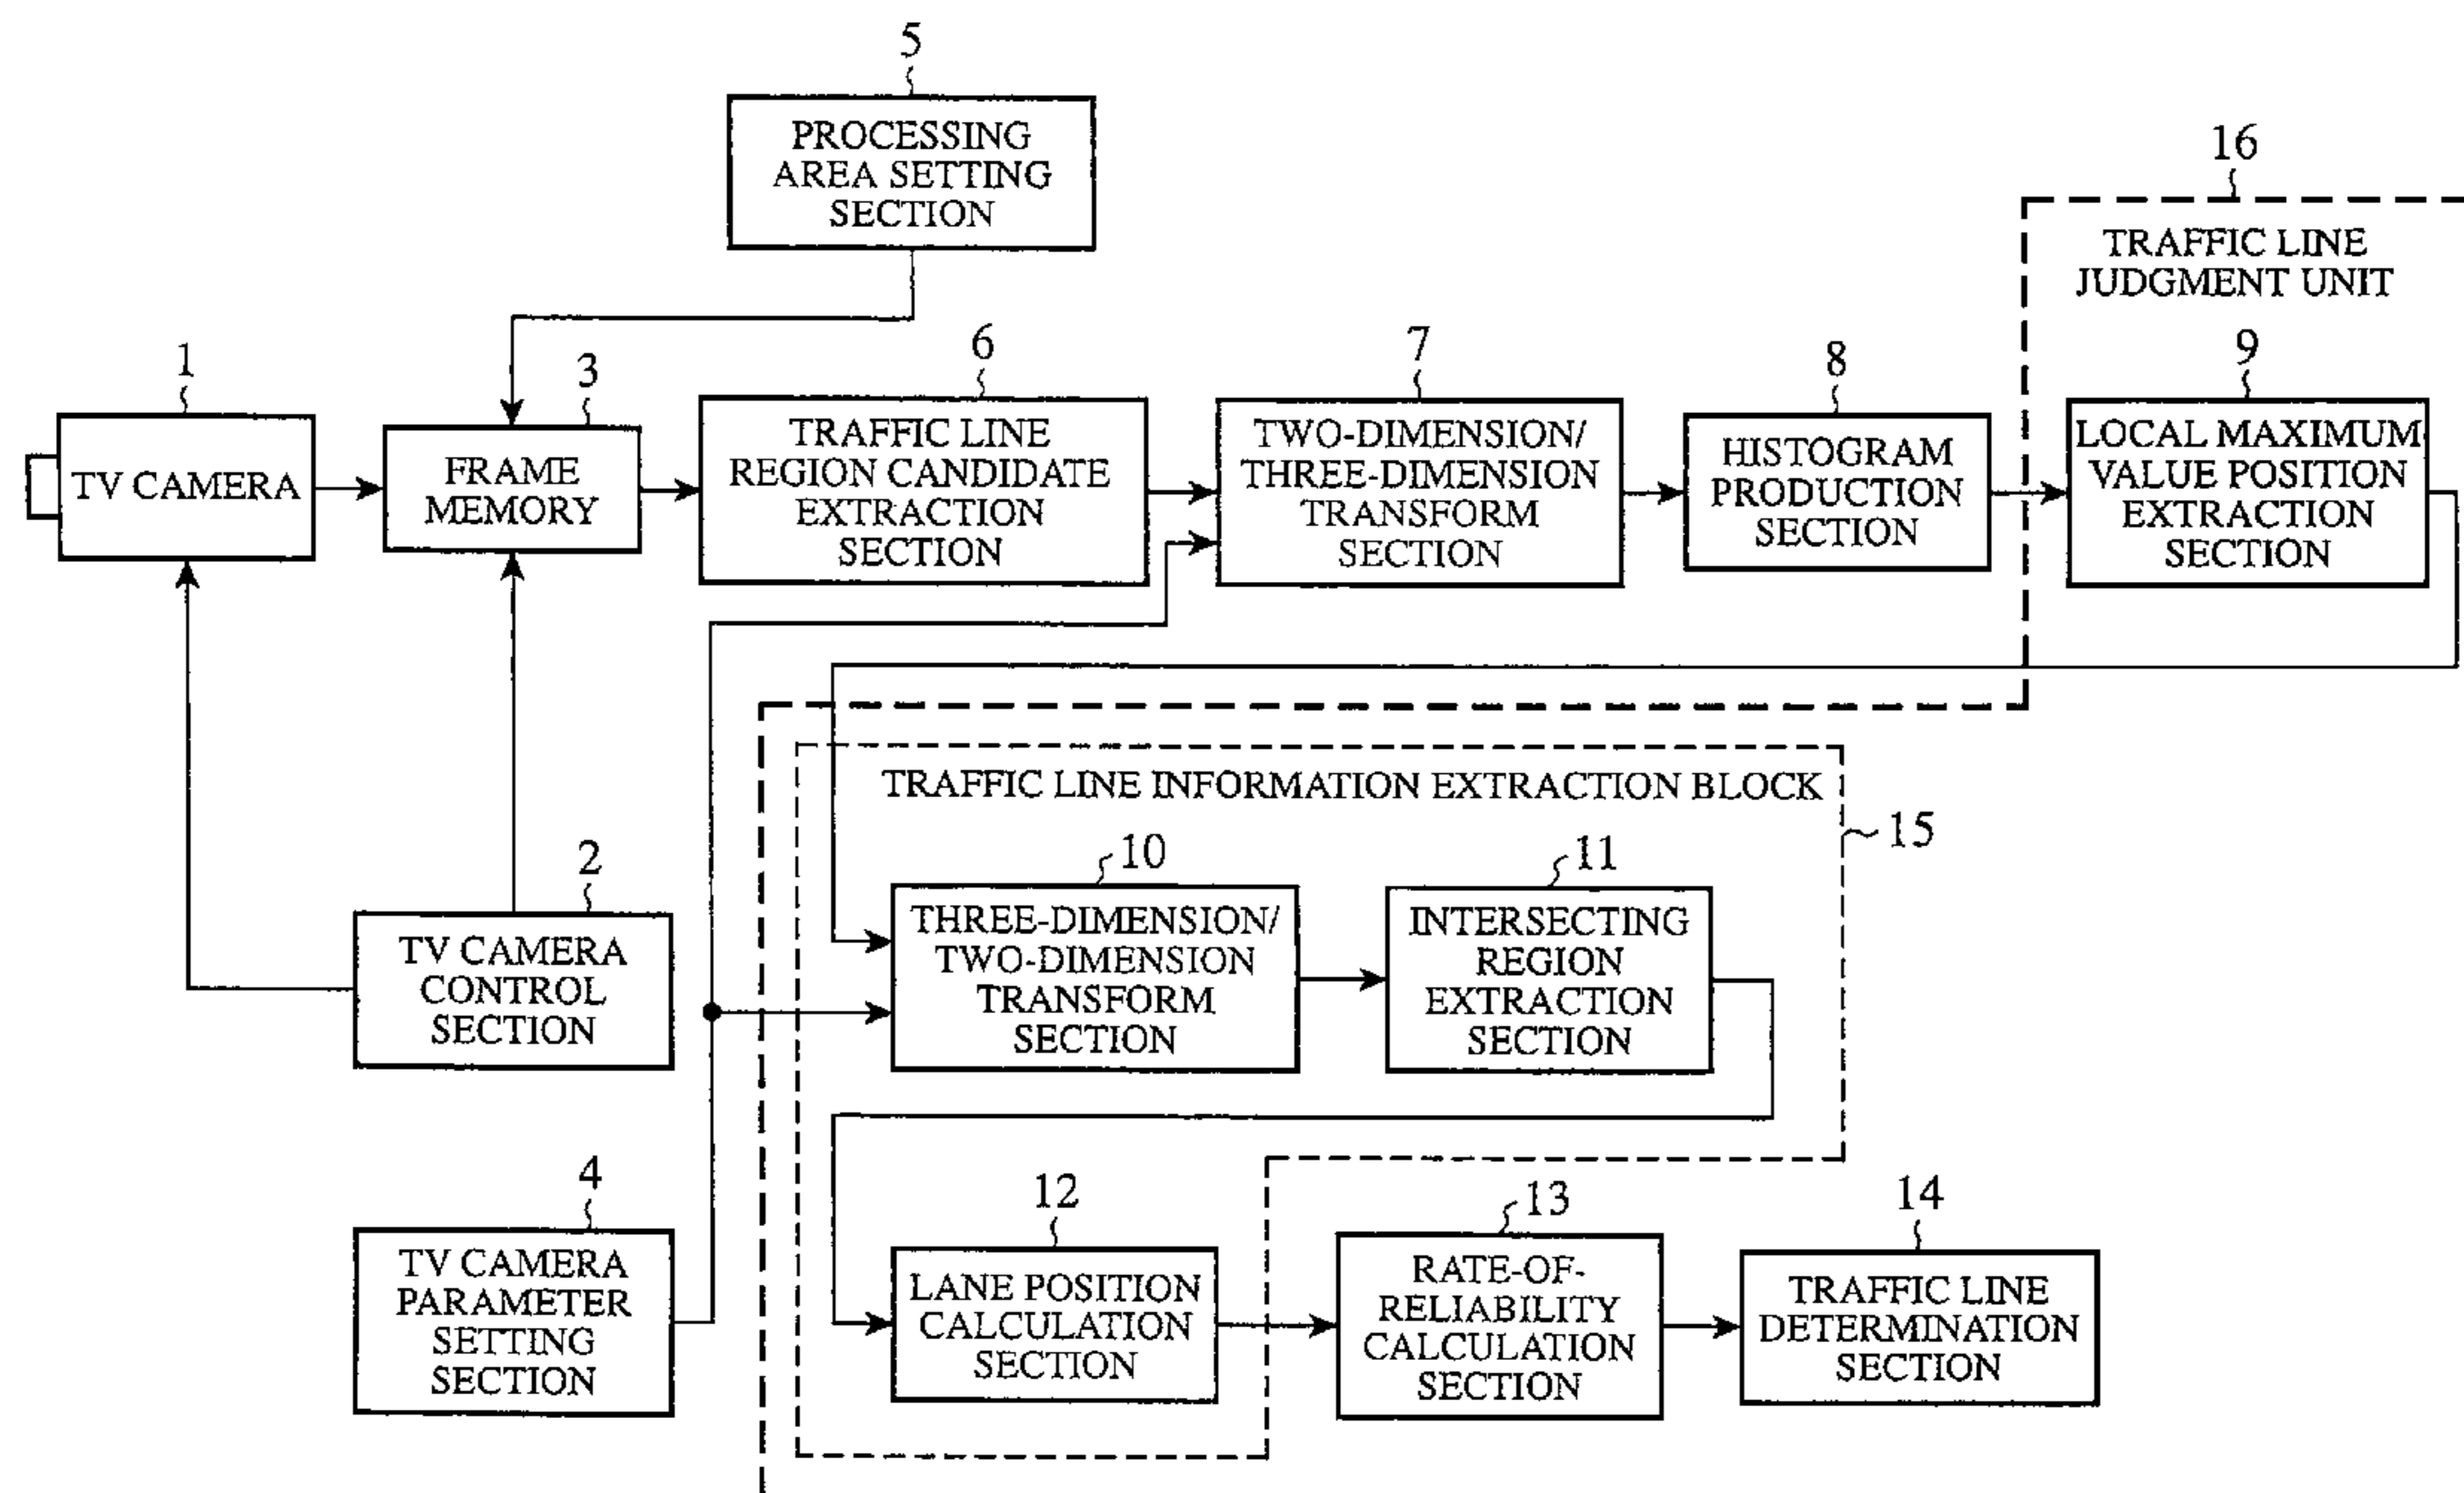 5
PROCESSING
AREA SETTING
SECTION
16
TRAFFIC LINE
JUDGMENT UNIT
1
TV CAMERA
3
FRAME
MEMORY
6
TRAFFIC LINE
REGION CANDIDATE
EXTRACTION
SECTION
7
TWO-DIMENSION/
THREE-DIMENSION
TRANSFORM
SECTION
8
HISTOGRAM
PRODUCTION
SECTION
9
LOCAL MAXIMUM
VALUE POSITION
EXTRACTION
SECTION
TRAFFIC LINE INFORMATION EXTRACTION BLOCK
15
2
TV CAMERA
CONTROL
SECTION
10
THREE-DIMENSION/
TWO-DIMENSION
TRANSFORM
SECTION
11
INTERSECTING
REGION
EXTRACTION
SECTION
4
TV CAMERA
PARAMETER
SETTING
SECTION
12
LANE POSITION
CALCULATION
SECTION
13
RATE-OF-
RELIABILITY
CALCULATION
SECTION
14
TRAFFIC LINE
DETERMINATION
SECTION